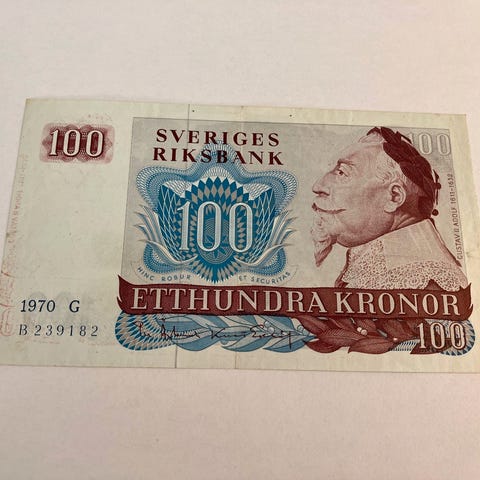 100
SVERIGES
RIKSBANK
100
100
GUSTAV II ADOLF 1611-1632
HINC ROBUR ET SECURITAS
ETTHUNDRA KRONOR
1970 G
B 239182
100